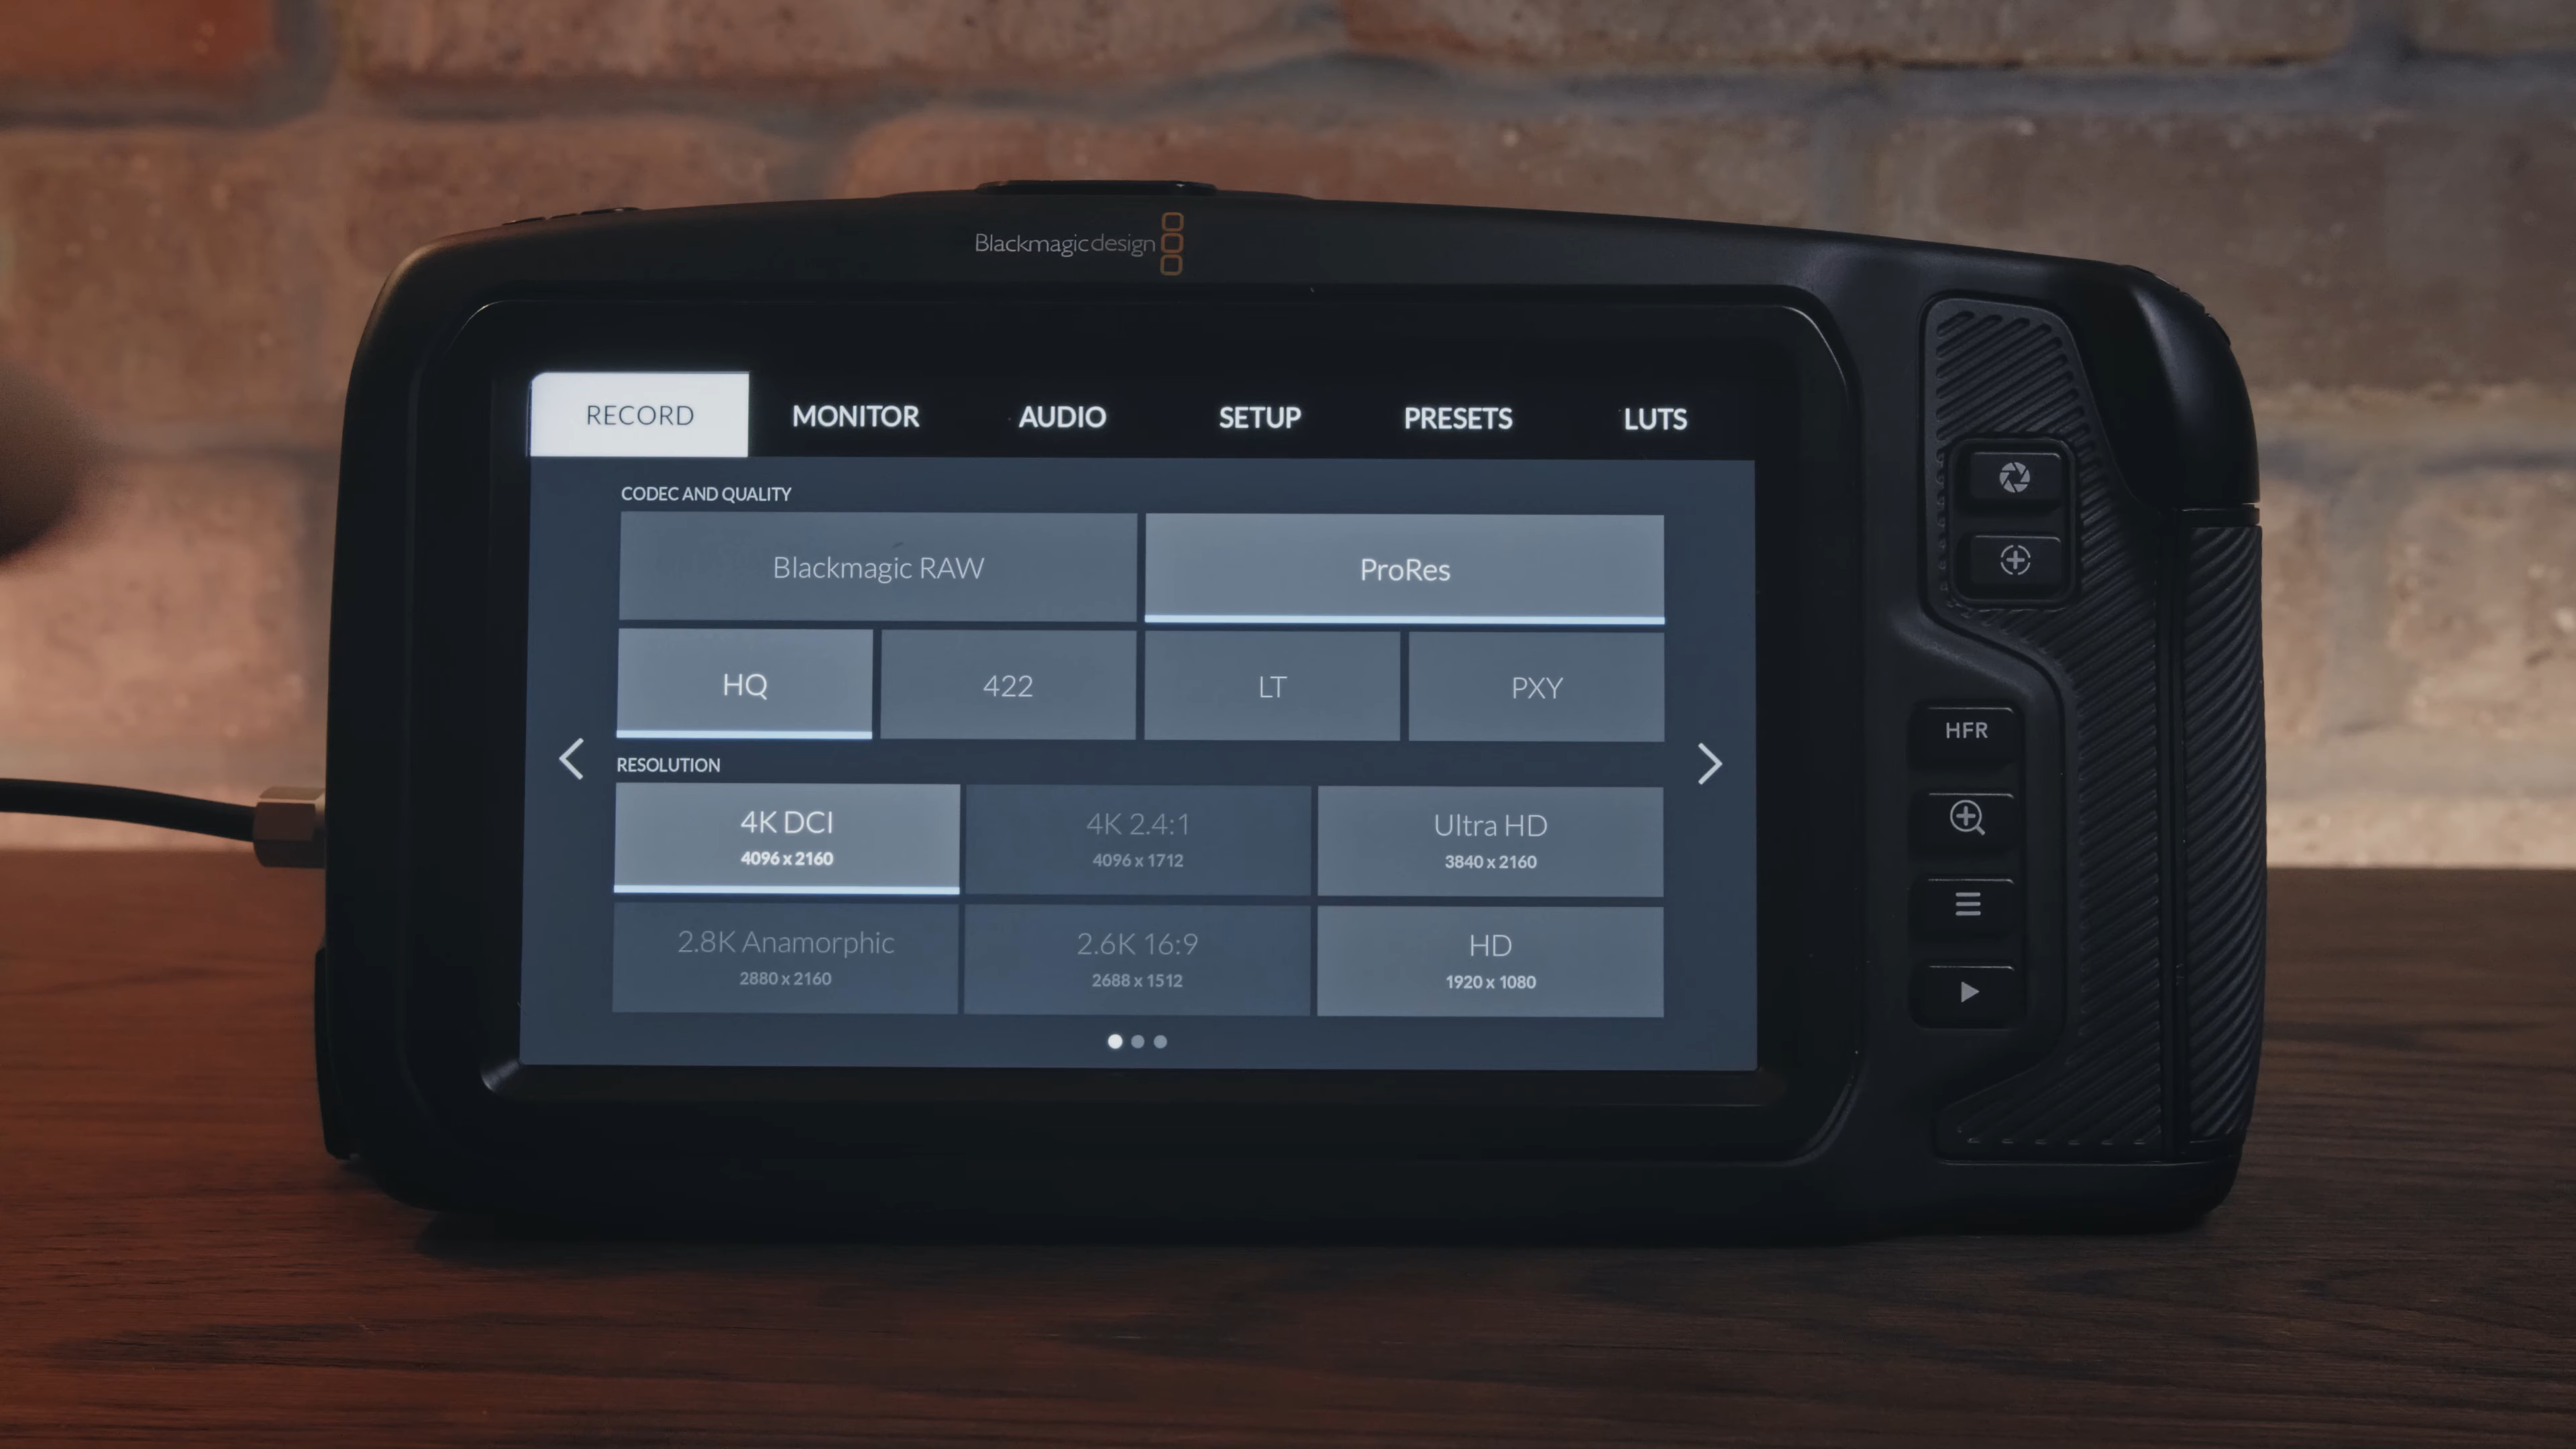 Blackmagicdesign
RECORD MONITOR AUDIO SETUP PRESETS LUTS
CODEC AND QUALITY
Blackmagic RAW ProRes
HQ 422 LT PXY
HFR
RESOLUTION
4K DCI 4K 2.4:1 Ultra HD
4096 x 2160 4096 x 1712 3840 x 2160
2.8K Anamorphic 2.6K 16:9 HD
2880 x 2160 2688 x 1512 1920 x 1080